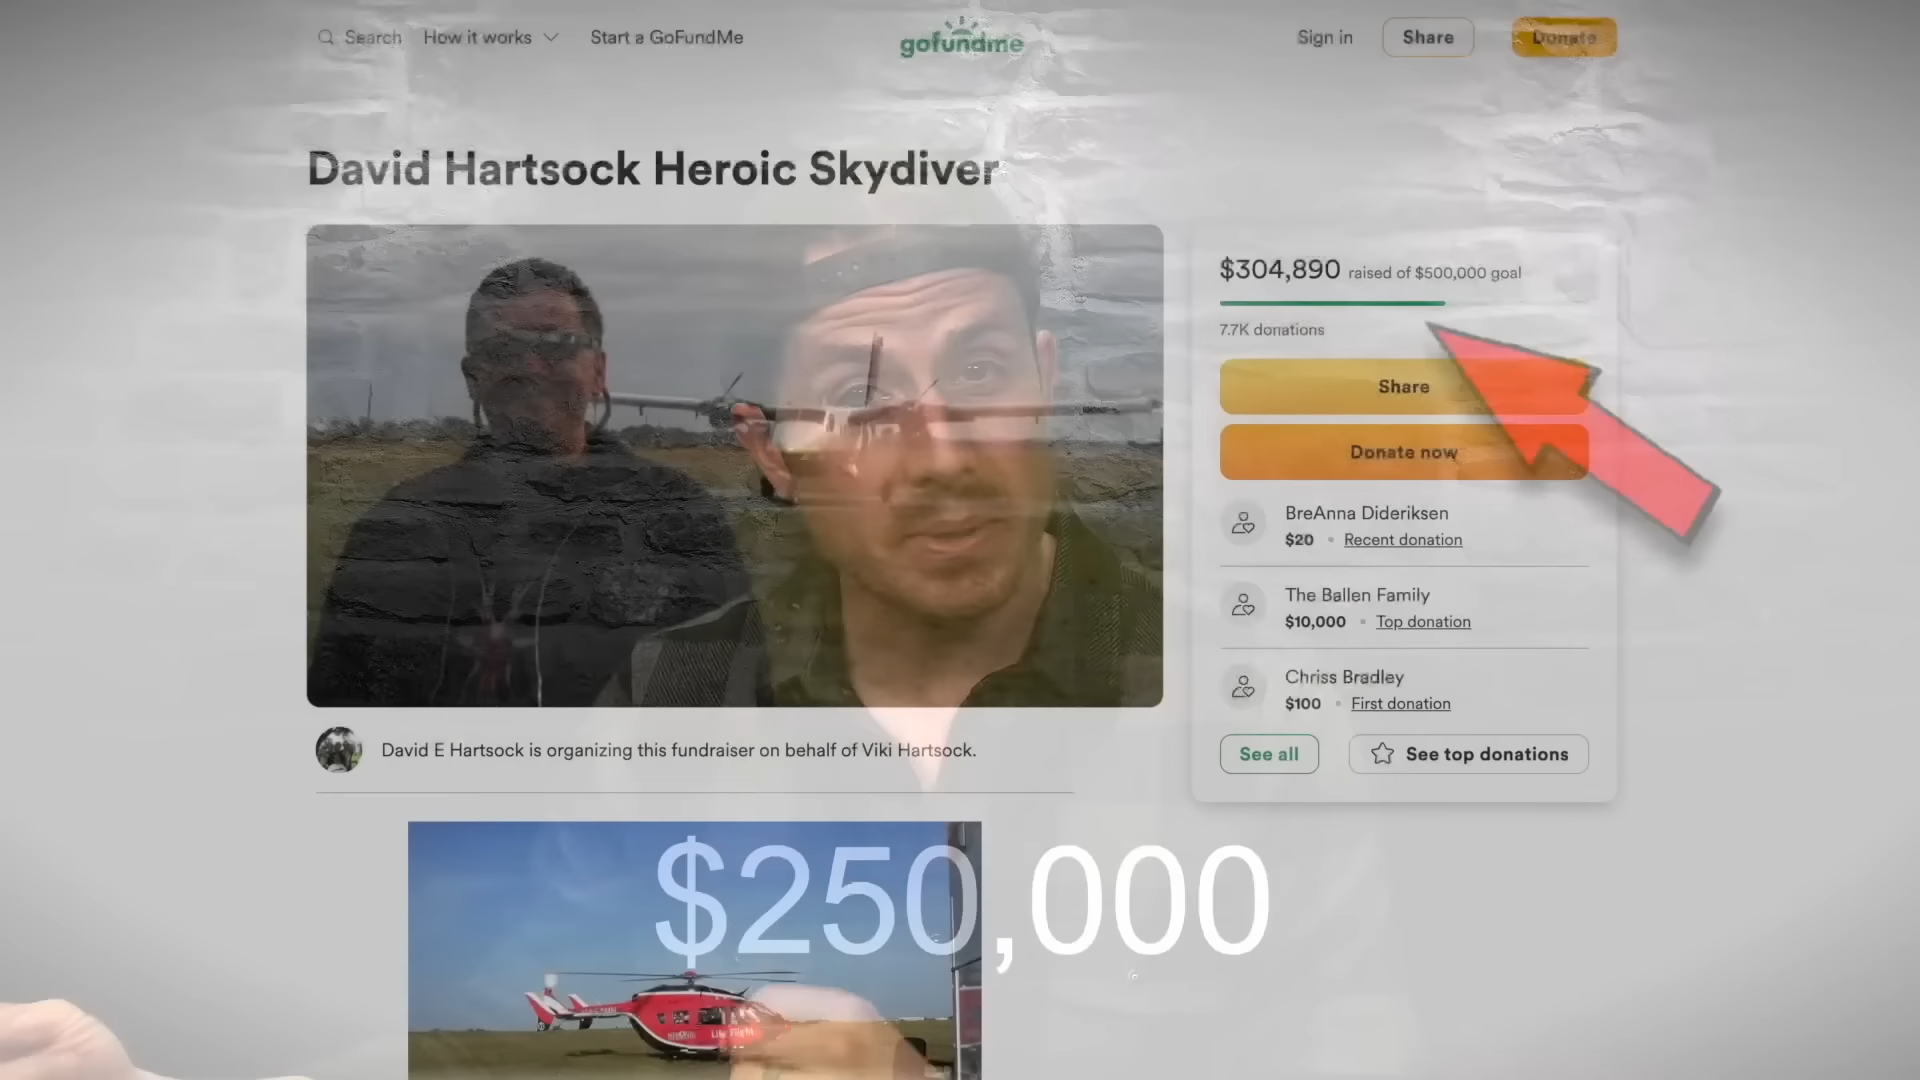 Search How it works Start a GoFundMe gofundme Sign in Share Donate
David Hartsock Heroic Skydiver
$304,890 raised of $500,000 goal
7.7K donations
Share
Donate now
BreAnna Dideriksen
$20 • Recent donation
The Ballen Family
$10,000 • Top donation
Chriss Bradley
$100 • First donation
See all See top donations
David E Hartsock is organizing this fundraiser on behalf of Viki Hartsock.
$250,000
Life Flight